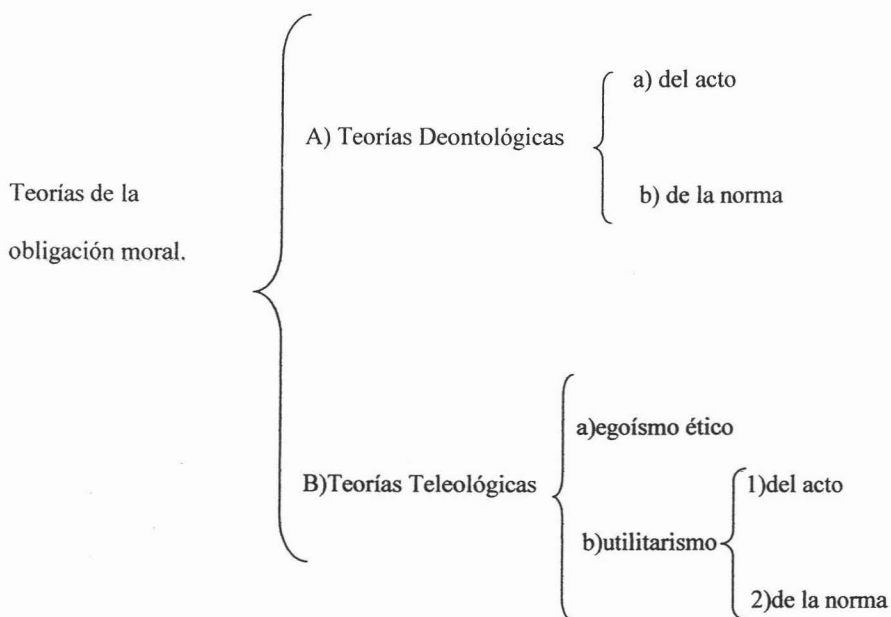 Teorías de la
obligación moral.
A) Teorías Deontológicas
a) del acto
b) de la norma
B)Teorías Teleológicas
a)egoísmo ético
b)utilitarismo
1)del acto
2)de la norma